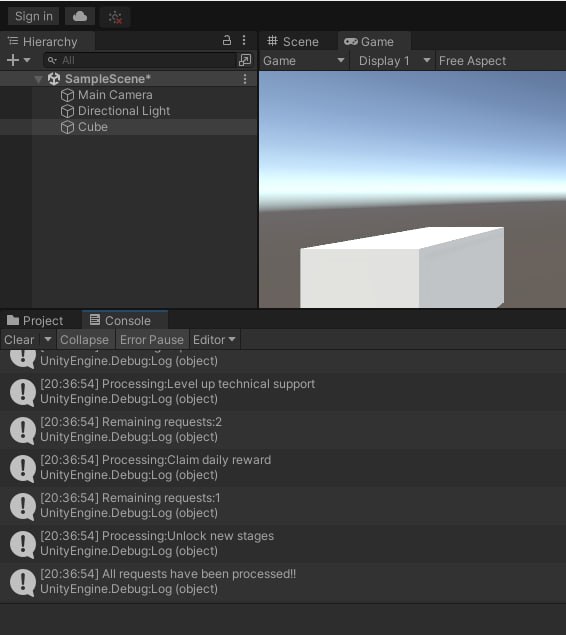 Sign in
Hierarchy
All
SampleScene*
Main Camera
Directional Light
Cube
Scene Game
Game Display 1 Free Aspect
Project Console
Clear Collapse Error Pause Editor
UnityEngine.Debug:Log (object)
[20:36:54] Processing:Level up technical support
UnityEngine.Debug:Log (object)
[20:36:54] Remaining requests:2
UnityEngine.Debug:Log (object)
[20:36:54] Processing:Claim daily reward
UnityEngine.Debug:Log (object)
[20:36:54] Remaining requests:1
UnityEngine.Debug:Log (object)
[20:36:54] Processing:Unlock new stages
UnityEngine.Debug:Log (object)
[20:36:54] All requests have been processed!!
UnityEngine.Debug:Log (object)